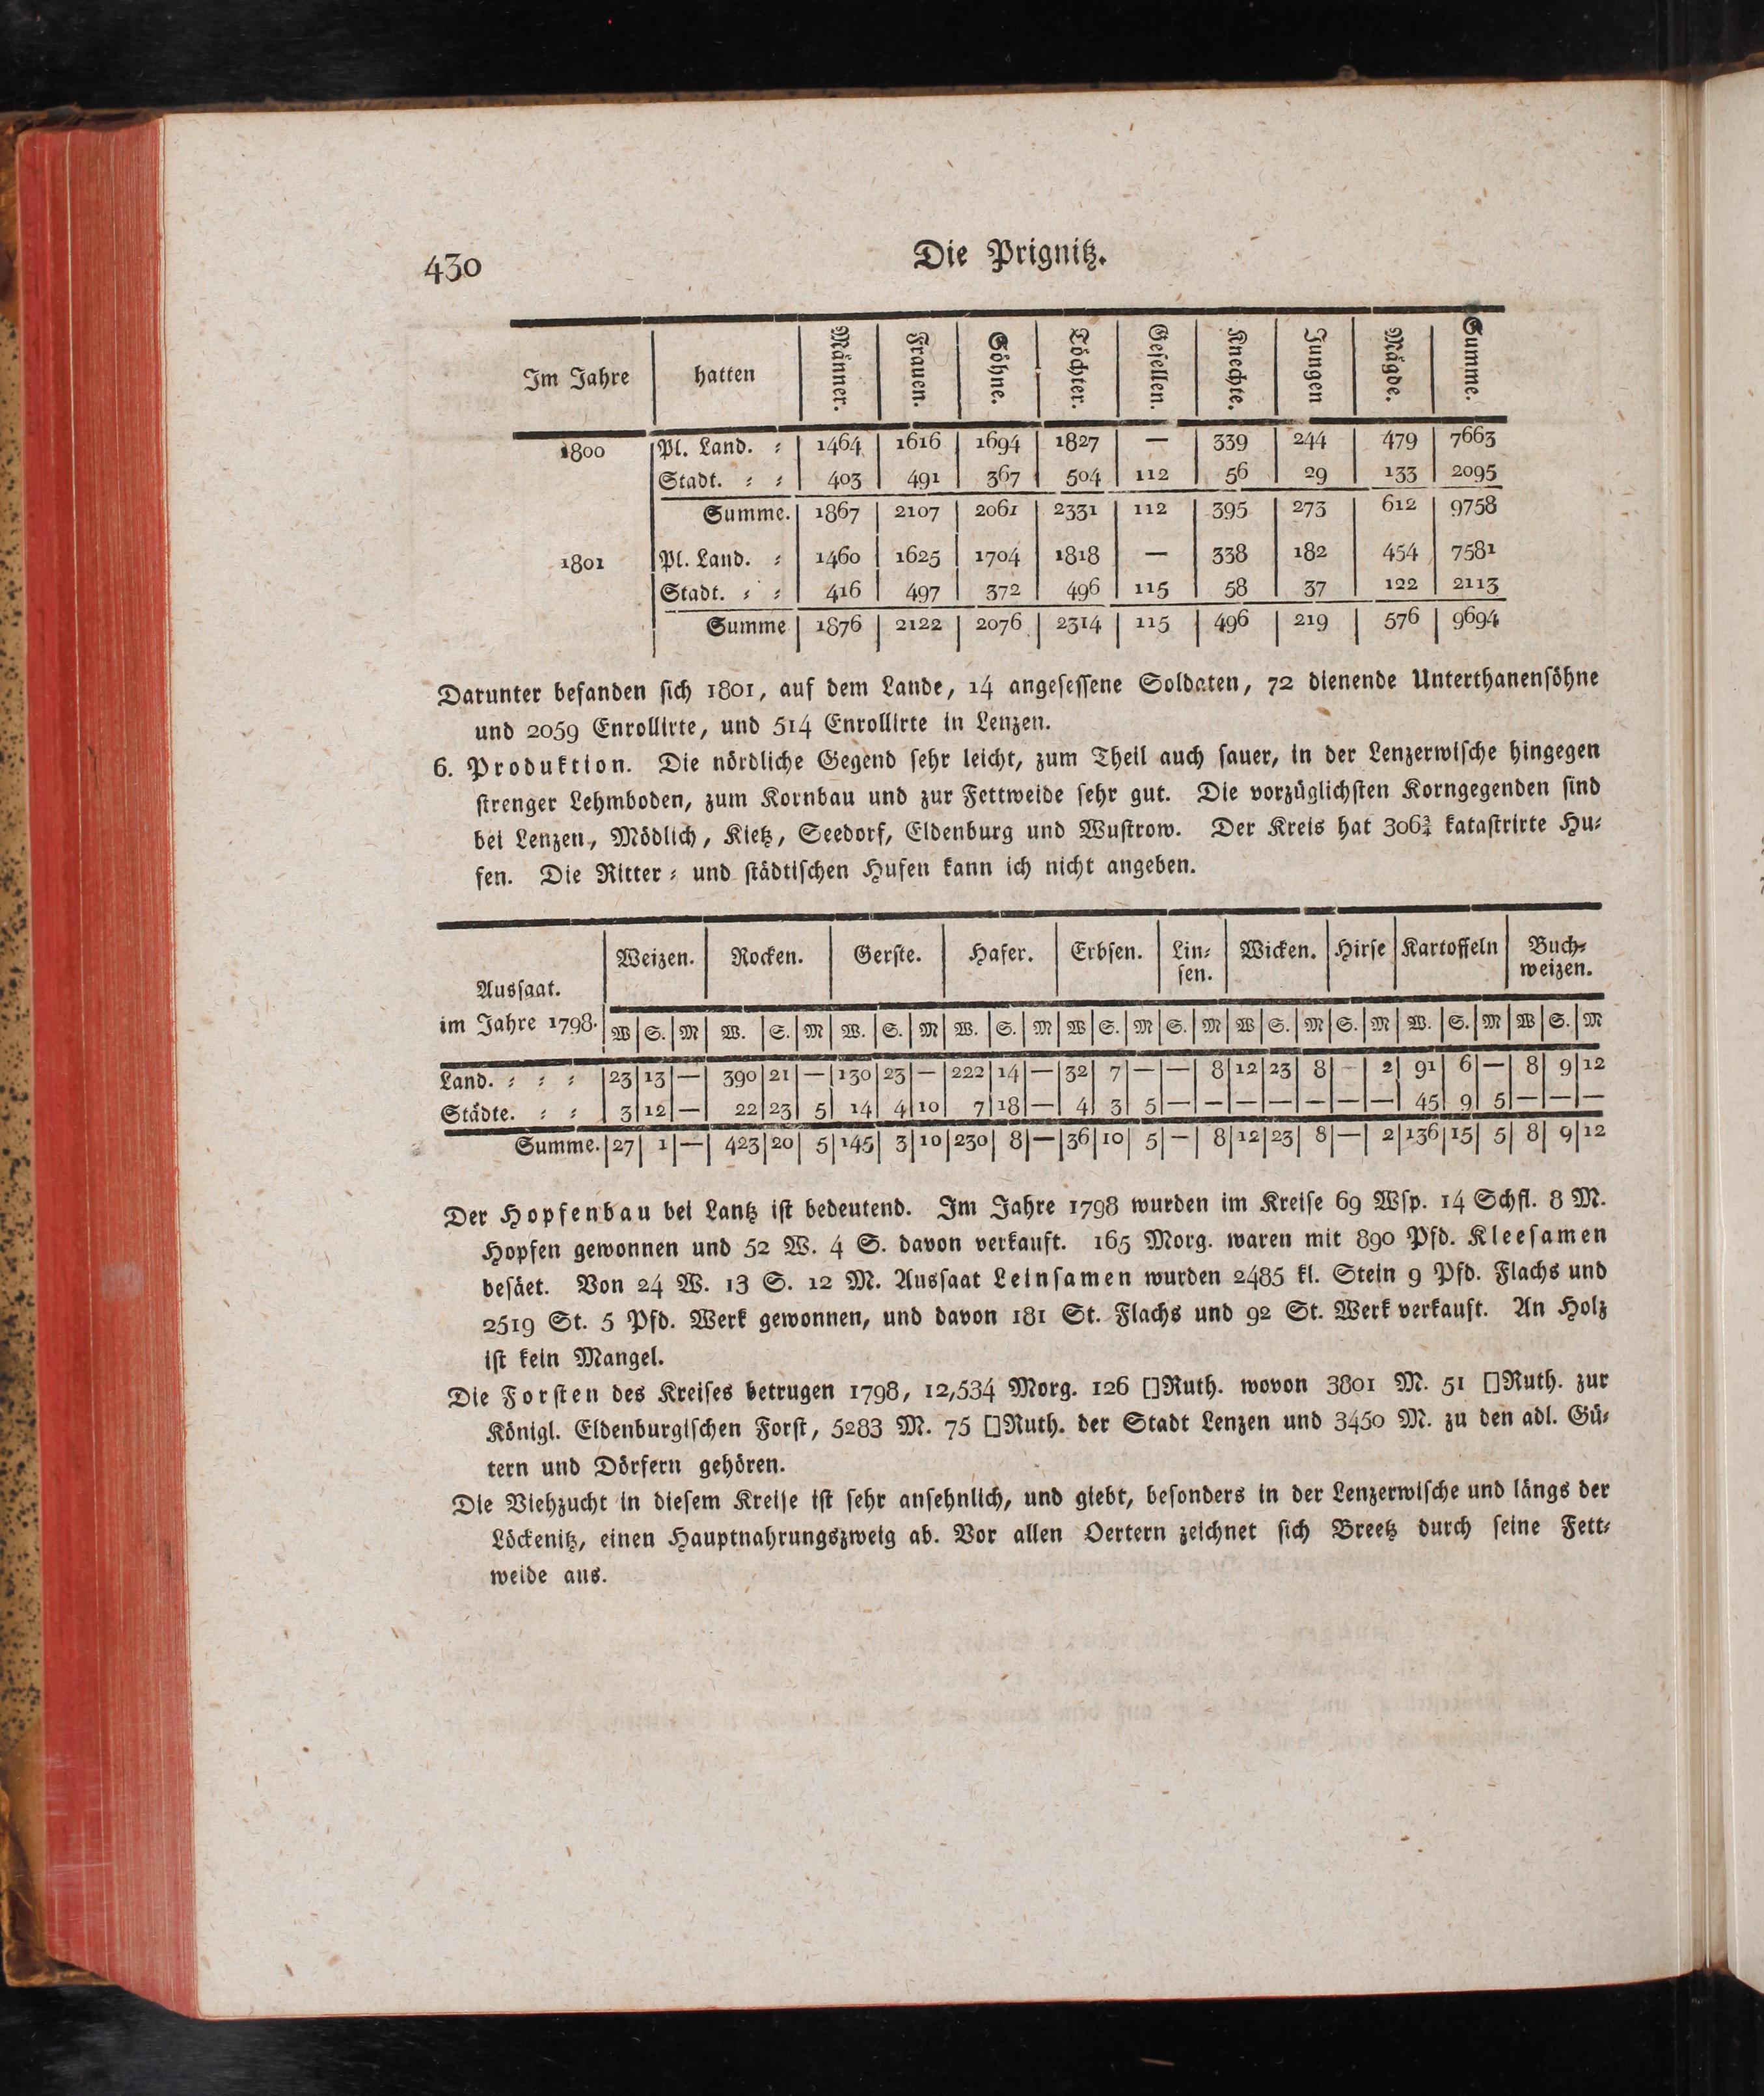 430
Die Prignitz.
Im Jahre | hatten | Männer. | Frauen. | Söhne. | Töchter. | Gesellen. | Knechte. | Jungen | Mägde. | Summe.
1800 | Pl. Land. ⸗ | 1464 | 1616 | 1694 | 1827 | — | 339 | 244 | 479 | 7663
Stadt. ⸗ ⸗ | 403 | 491 | 367 | 504 | 112 | 56 | 29 | 133 | 2095
Summe. | 1867 | 2107 | 2061 | 2331 | 112 | 395 | 273 | 612 | 9758
1801 | Pl. Land. ⸗ | 1460 | 1625 | 1704 | 1818 | — | 338 | 182 | 454 | 7581
Stadt. ⸗ ⸗ | 416 | 497 | 372 | 496 | 115 | 58 | 37 | 122 | 2113
Summe | 1876 | 2122 | 2076 | 2314 | 115 | 496 | 219 | 576 | 9694
Darunter befanden ſich 1801, auf dem Lande, 14 angeſeſſene Soldaten, 72 dienende Unterthanenſöhne
und 2059 Enrollirte, und 514 Enrollirte in Lenzen.
6. Produktion. Die nördliche Gegend ſehr leicht, zum Theil auch ſauer, in der Lenzerwiſche hingegen
ſtrenger Lehmboden, zum Kornbau und zur Fettweide ſehr gut. Die vorzüglichſten Korngegenden ſind
bei Lenzen, Mödlich, Kietz, Seedorf, Eldenburg und Wuſtrow. Der Kreis hat 306¾ kataſtrirte Hu⸗
fen. Die Ritter⸗ und ſtädtiſchen Hufen kann ich nicht angeben.
Ausſaat. | Weizen. | Rocken. | Gerſte. | Hafer. | Erbſen. | Lin⸗ſen. | Wicken. | Hirſe | Kartoffeln | Buch⸗weizen.
im Jahre 1798. | W | S. | M | W. | S. | M | W. | S. | M | W. | S. | M | W | S. | M | S. | M | W | S. | M | S. | M | W. | S. | M | W | S. | M
Land. ⸗ ⸗ ⸗ | 23 | 13 | — | 390 | 21 | — | 130 | 23 | — | 222 | 14 | — | 32 | 7 | — | — | 8 | 12 | 23 | 8 | — | 2 | 91 | 6 | — | 8 | 9 | 12
Städte. ⸗ ⸗ | 3 | 12 | — | 22 | 23 | 5 | 14 | 4 | 10 | 7 | 18 | — | 4 | 3 | 5 | — | — | — | — | — | — | — | 45 | 9 | 5 | — | — | —
Summe. | 27 | 1 | — | 423 | 20 | 5 | 145 | 3 | 10 | 230 | 8 | — | 36 | 10 | 5 | — | 8 | 12 | 23 | 8 | — | 2 | 136 | 15 | 5 | 8 | 9 | 12
Der Hopfenbau bei Lantz iſt bedeutend. Im Jahre 1798 wurden im Kreiſe 69 Wſp. 14 Schfl. 8 M.
Hopfen gewonnen und 52 W. 4 S. davon verkauft. 165 Morg. waren mit 890 Pfd. Kleeſamen
beſäet. Von 24 W. 13 S. 12 M. Ausſaat Leinſamen wurden 2485 kl. Stein 9 Pfd. Flachs und
2519 St. 5 Pfd. Werk gewonnen, und davon 181 St. Flachs und 92 St. Werk verkauft. An Holz
iſt kein Mangel.
Die Forſten des Kreiſes betrugen 1798, 12,534 Morg. 126 □Ruth. wovon 3801 M. 51 □Ruth. zur
Königl. Eldenburgiſchen Forſt, 5283 M. 75 □Ruth. der Stadt Lenzen und 3450 M. zu den adl. Gü⸗
tern und Dörfern gehören.
Die Viehzucht in dieſem Kreiſe iſt ſehr anſehnlich, und giebt, beſonders in der Lenzerwiſche und längs der
Löckenitz, einen Hauptnahrungszweig ab. Vor allen Oertern zeichnet ſich Breetz durch ſeine Fett⸗
weide aus.